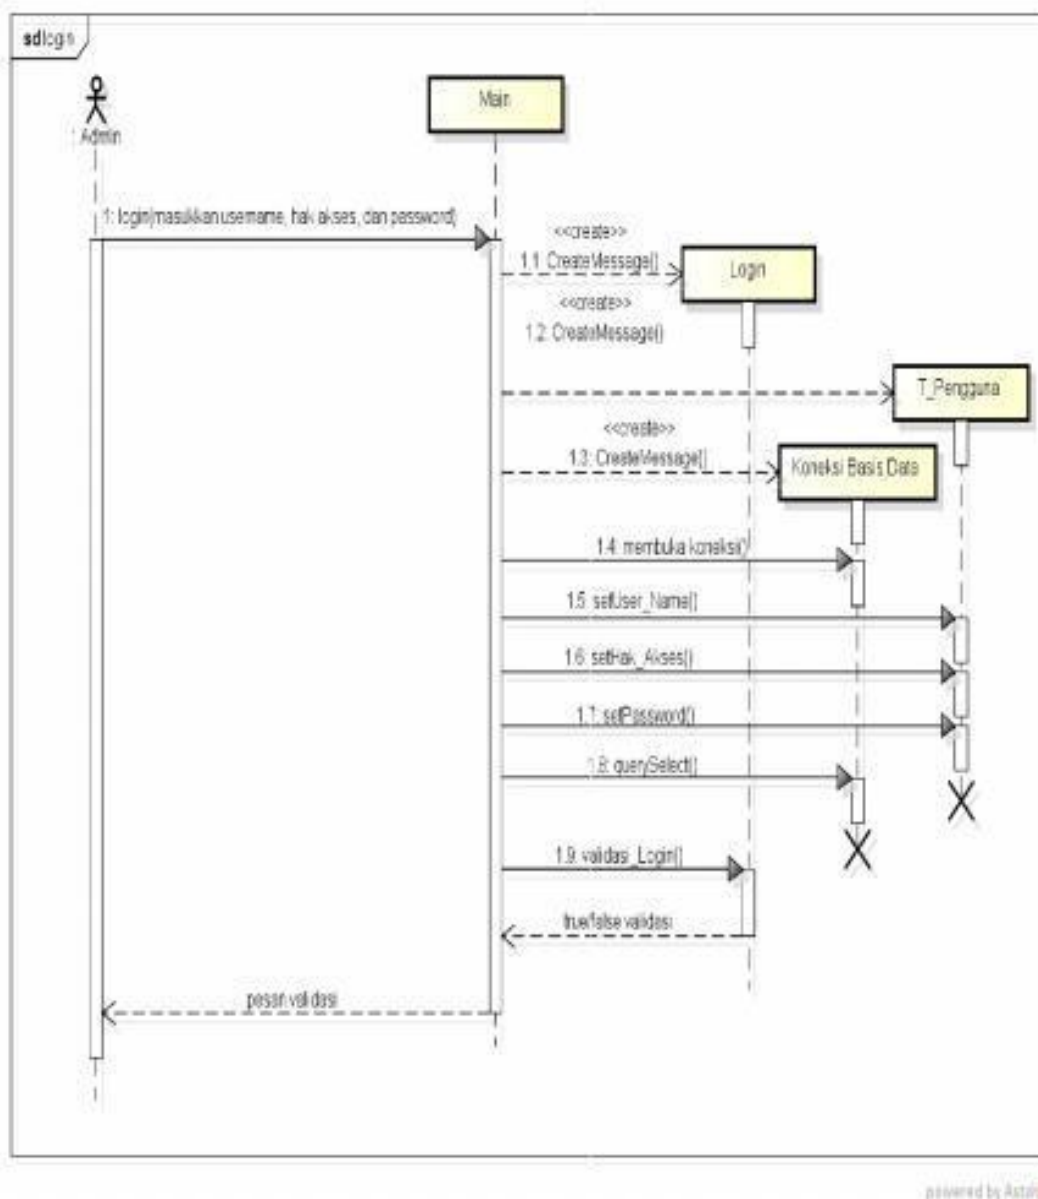 sd login
Main
: Admin
1: login(masukkan username, hak akses, dan password)
<<create>>
1.1: CreateMessage()
Login
<<create>>
1.2: CreateMessage()
T_Pengguna
<<create>>
1.3: CreateMessage()
Koneksi Basis Data
1.4: membuka koneksi()
1.5: setUser_Name()
1.6: setHak_Akses()
1.7: setPassword()
1.8: querySelect()
1.9: validasi_Login()
true/false validasi
pesan validasi
powered by Astah